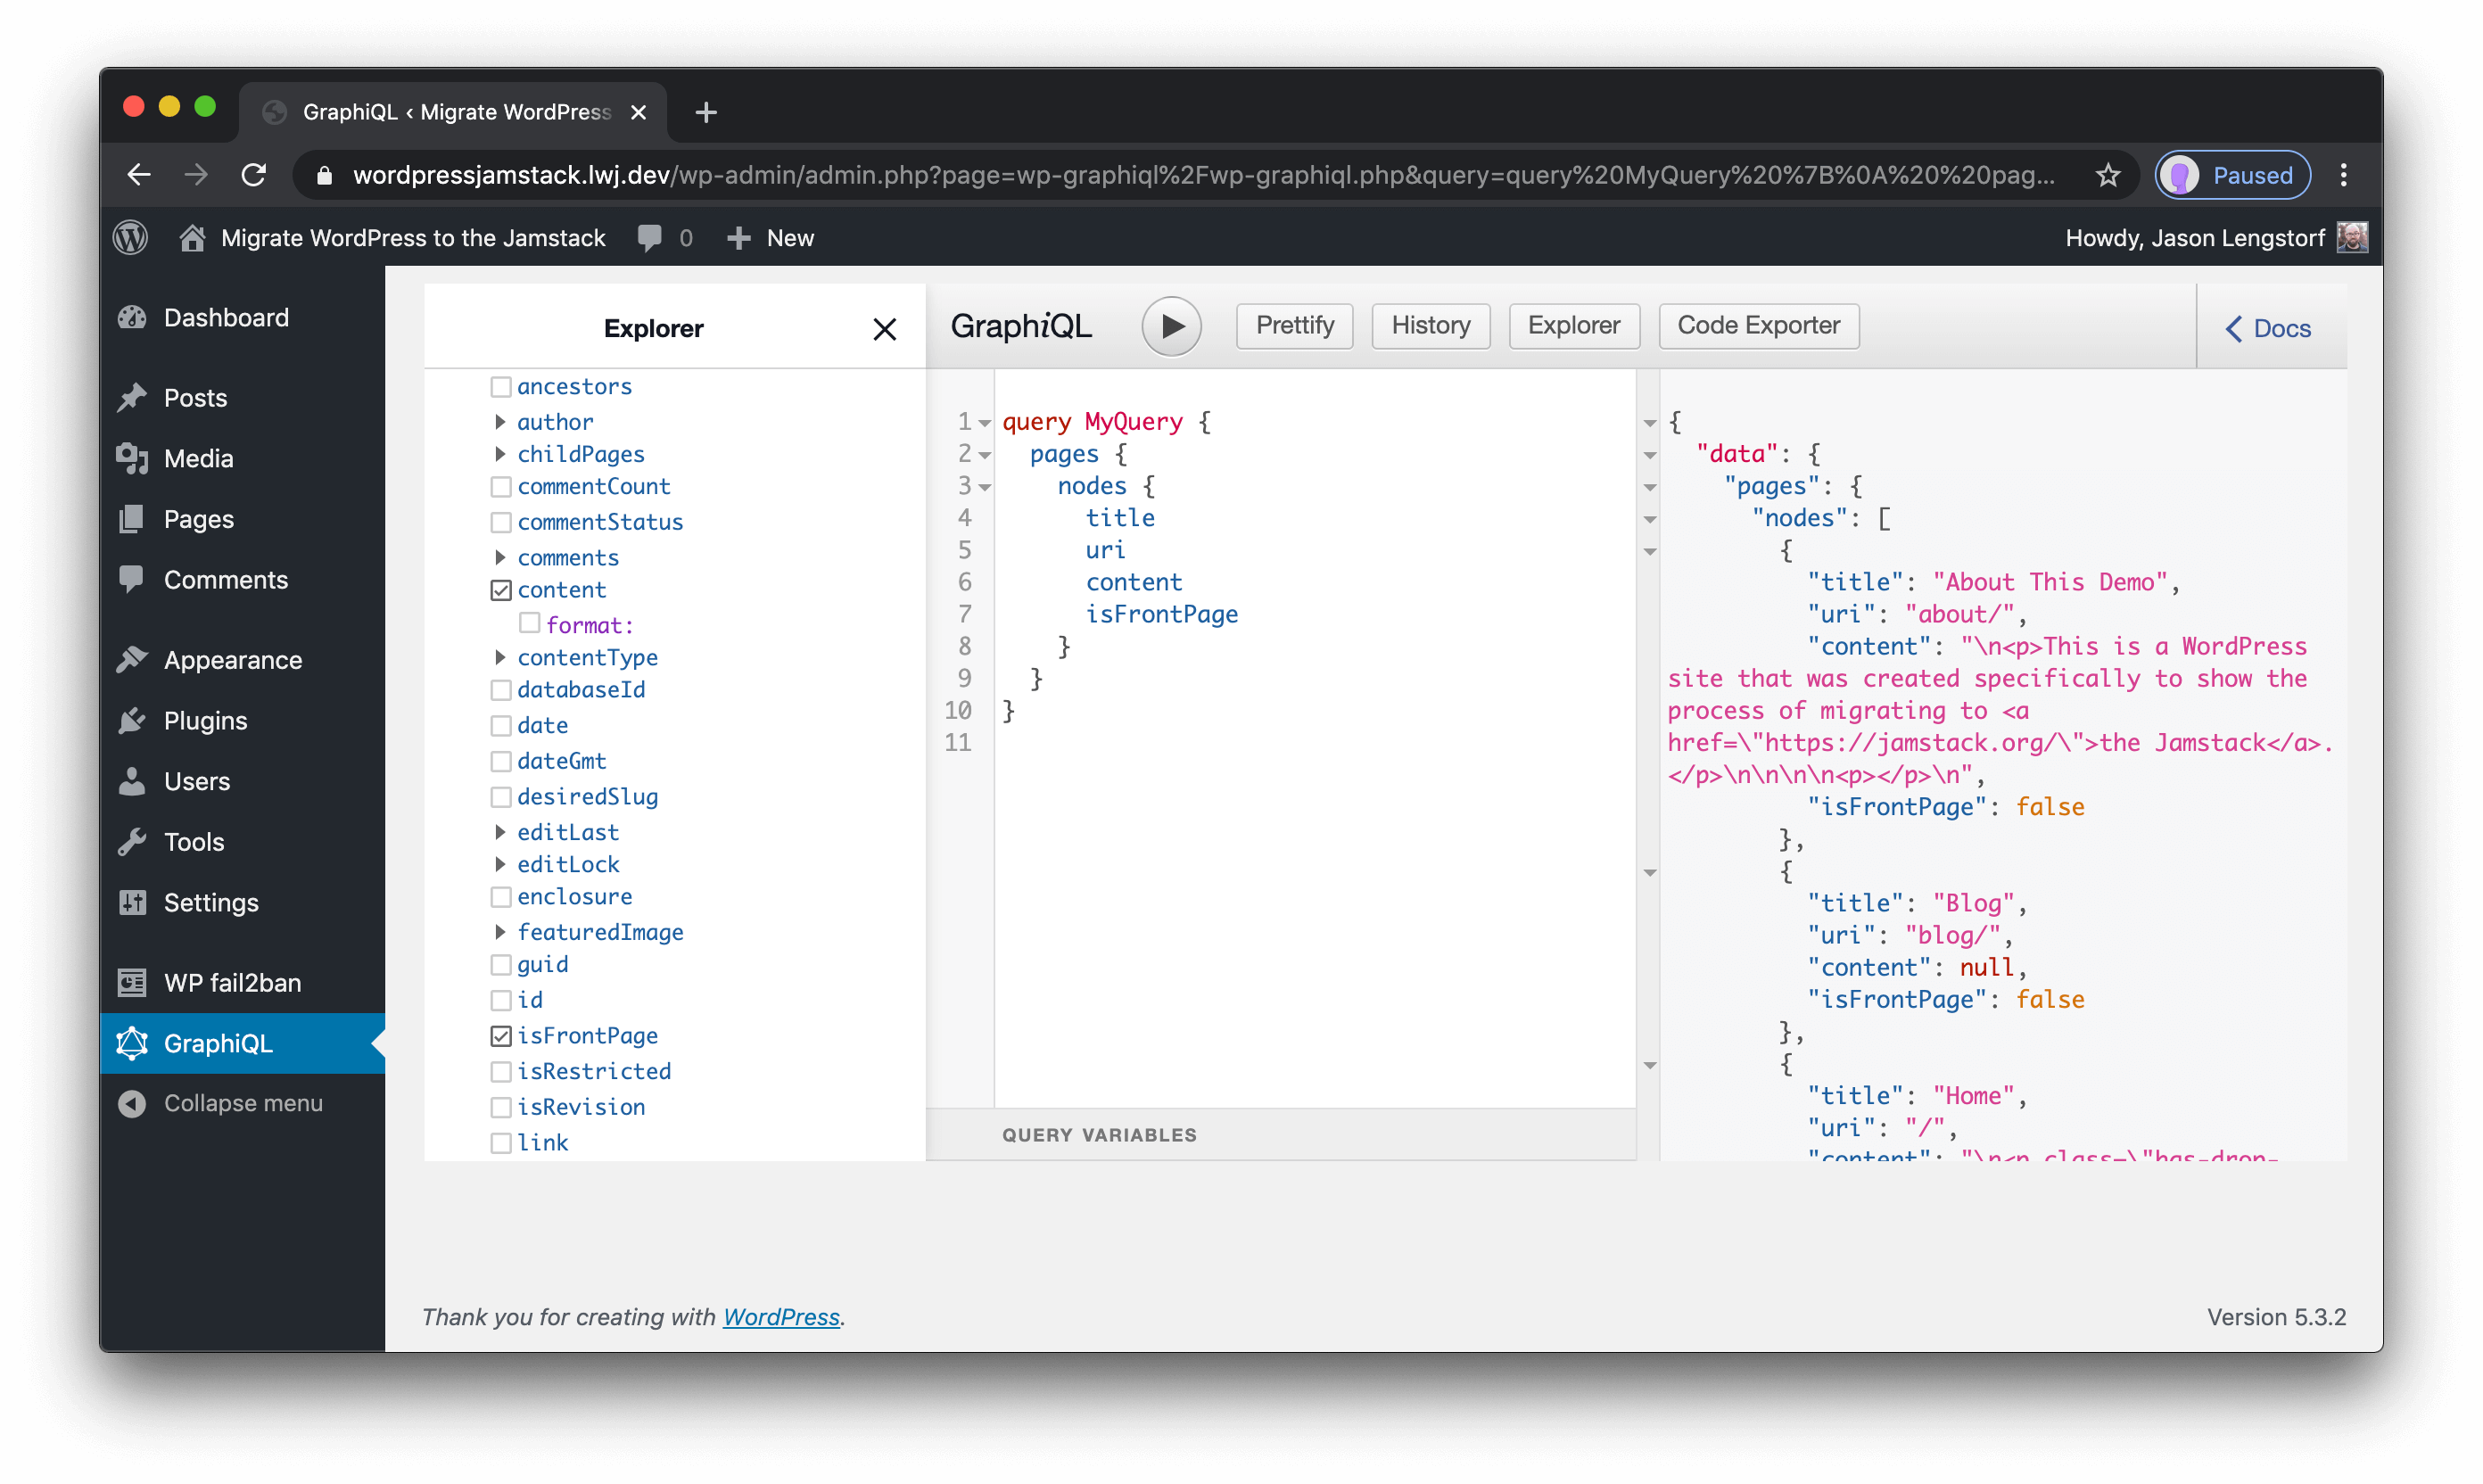 GraphiQL ‹ Migrate WordPress
wordpressjamstack.lwj.dev/wp-admin/admin.php?page=wp-graphiql%2Fwp-graphiql.php&query=query%20MyQuery%20%7B%0A%20%20pag...
Paused
Migrate WordPress to the Jamstack
0
New
Howdy, Jason Lengstorf
Dashboard
Posts
Media
Pages
Comments
Appearance
Plugins
Users
Tools
Settings
WP fail2ban
GraphiQL
Collapse menu
Explorer
ancestors
author
childPages
commentCount
commentStatus
comments
content
format:
contentType
databaseId
date
dateGmt
desiredSlug
editLast
editLock
enclosure
featuredImage
guid
id
isFrontPage
isRestricted
isRevision
link
GraphiQL
Prettify
History
Explorer
Code Exporter
Docs
1 query MyQuery {
2 pages {
3 nodes {
4 title
5 uri
6 content
7 isFrontPage
8 }
9 }
10 }
11
QUERY VARIABLES
{
"data": {
"pages": {
"nodes": [
{
"title": "About This Demo",
"uri": "about/",
"content": "\n<p>This is a WordPress
site that was created specifically to show the
process of migrating to <a
href=\"https://jamstack.org/\">the Jamstack</a>.
</p>\n\n\n\n<p></p>\n",
"isFrontPage": false
},
{
"title": "Blog",
"uri": "blog/",
"content": null,
"isFrontPage": false
},
{
"title": "Home",
"uri": "/",
"content": "\n<p class=\"has-drop-
Thank you for creating with WordPress.
Version 5.3.2